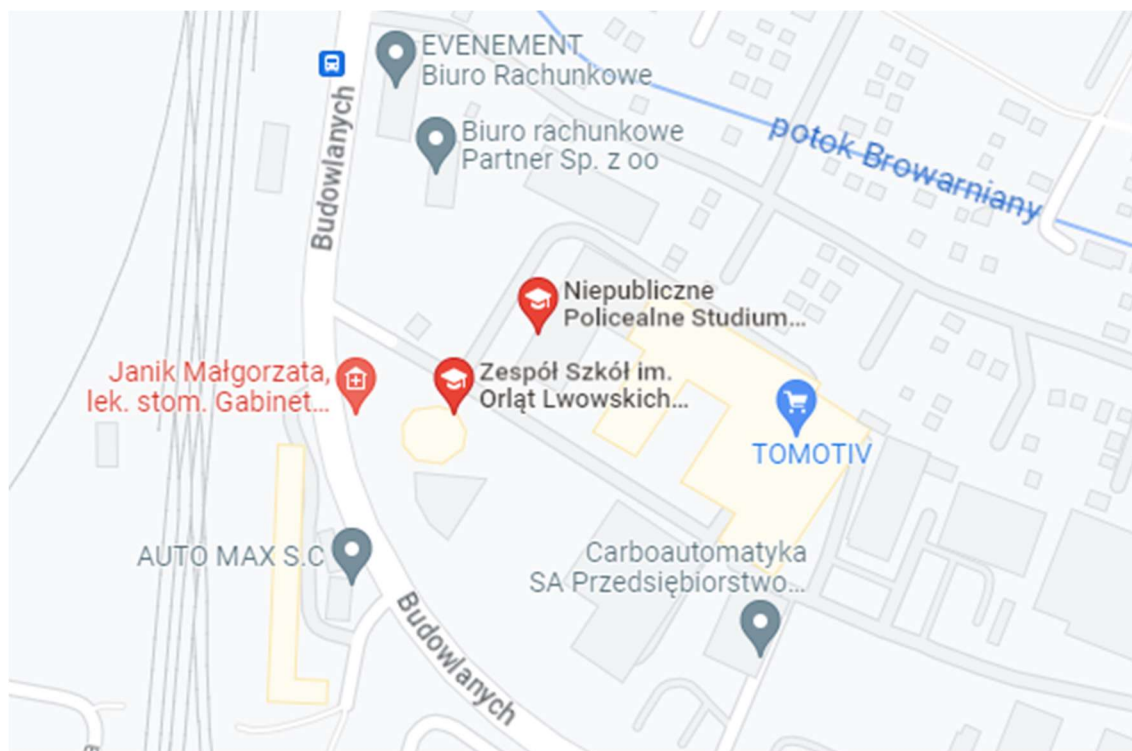 EVENEMENT
Biuro Rachunkowe
Biuro rachunkowe
Partner Sp. z oo
potok Browarniany
Budowlanych
Niepubliczne
Policealne Studium...
Janik Małgorzata,
lek. stom. Gabinet...
Zespół Szkół im.
Orląt Lwowskich...
TOMOTIV
AUTO MAX S.C
Carboautomatyka
SA Przedsiębiorstwo...
Budowlanych